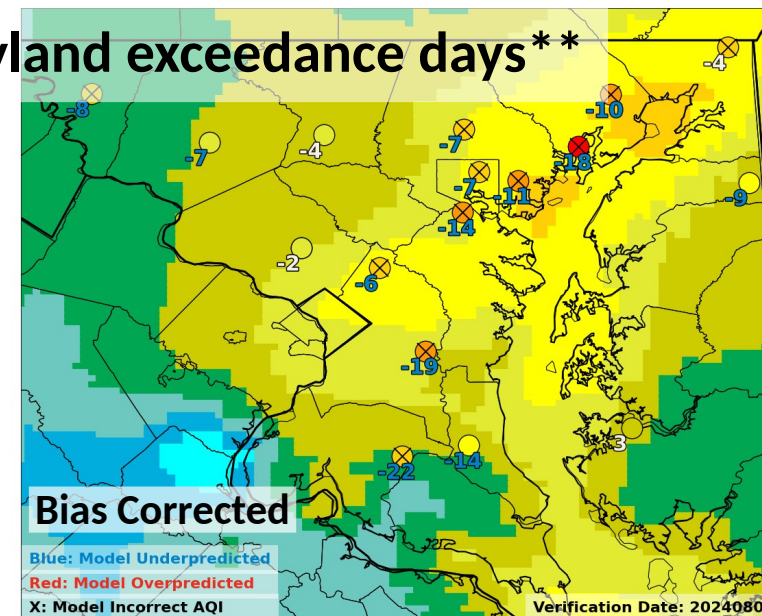 yland exceedance days**
-4
-8
-10
-7
-4
-7
-18
-7
-11
-9
-14
-2
-6
-19
3
-14
-22
Bias Corrected
Blue: Model Underpredicted
Red: Model Overpredicted
X: Model Incorrect AQI
Verification Date: 2024080